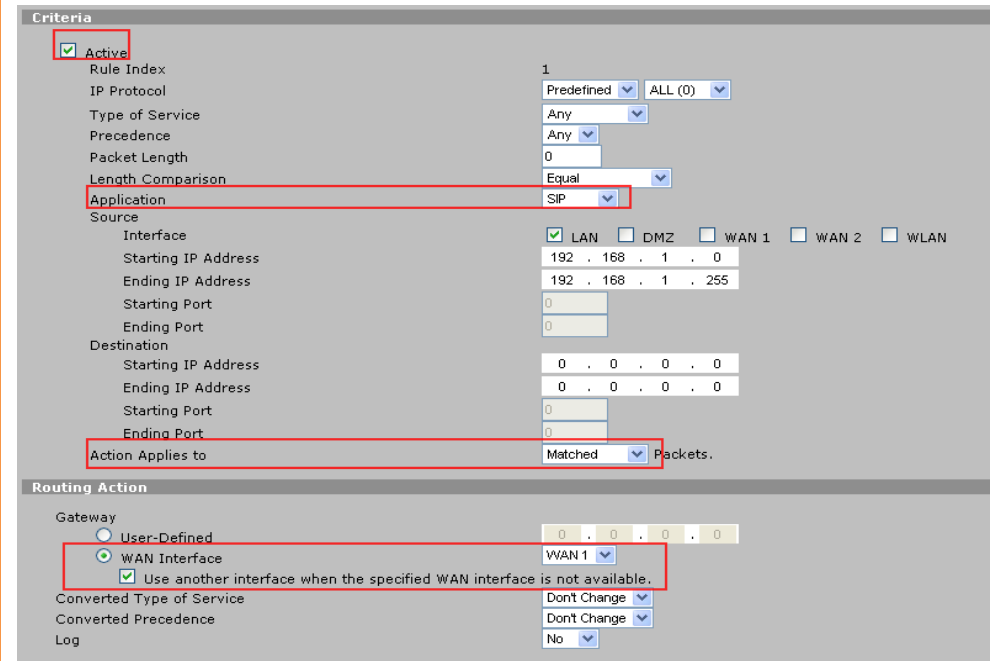 Criteria
Active
Rule Index 1
IP Protocol Predefined ALL (0)
Type of Service Any
Precedence Any
Packet Length 0
Length Comparison Equal
Application SIP
Source
Interface LAN DMZ WAN 1 WAN 2 WLAN
Starting IP Address 192 . 168 . 1 . 0
Ending IP Address 192 . 168 . 1 . 255
Starting Port 0
Ending Port 0
Destination
Starting IP Address 0 . 0 . 0 . 0
Ending IP Address 0 . 0 . 0 . 0
Starting Port 0
Ending Port 0
Action Applies to Matched Packets.
Routing Action
Gateway
User-Defined 0 . 0 . 0 . 0
WAN Interface WAN 1
Use another interface when the specified WAN interface is not available.
Converted Type of Service Don't Change
Converted Precedence Don't Change
Log No